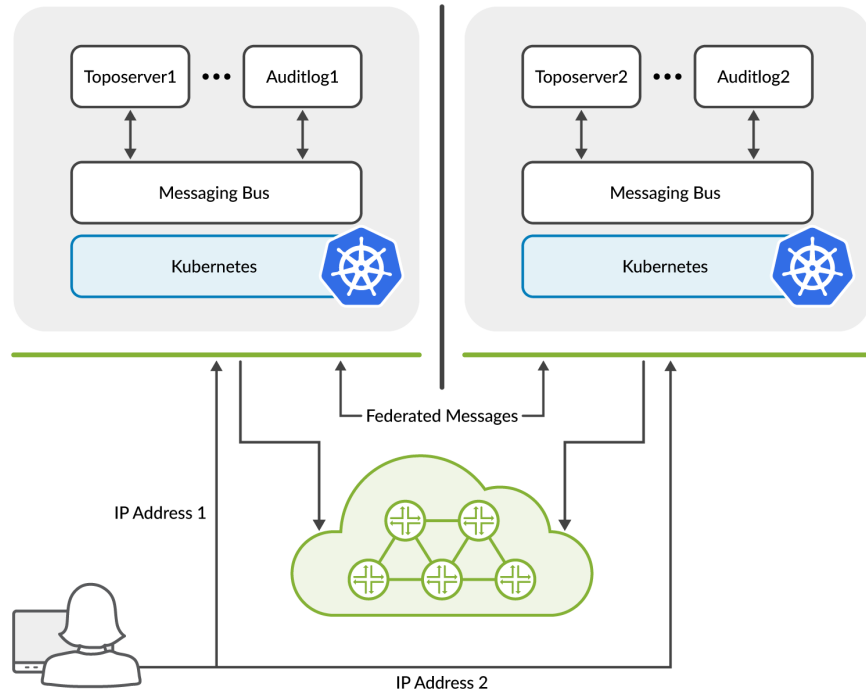 Toposerver1
Auditlog1
Messaging Bus
Kubernetes
Toposerver2
Auditlog2
Messaging Bus
Kubernetes
Federated Messages
IP Address 1
IP Address 2